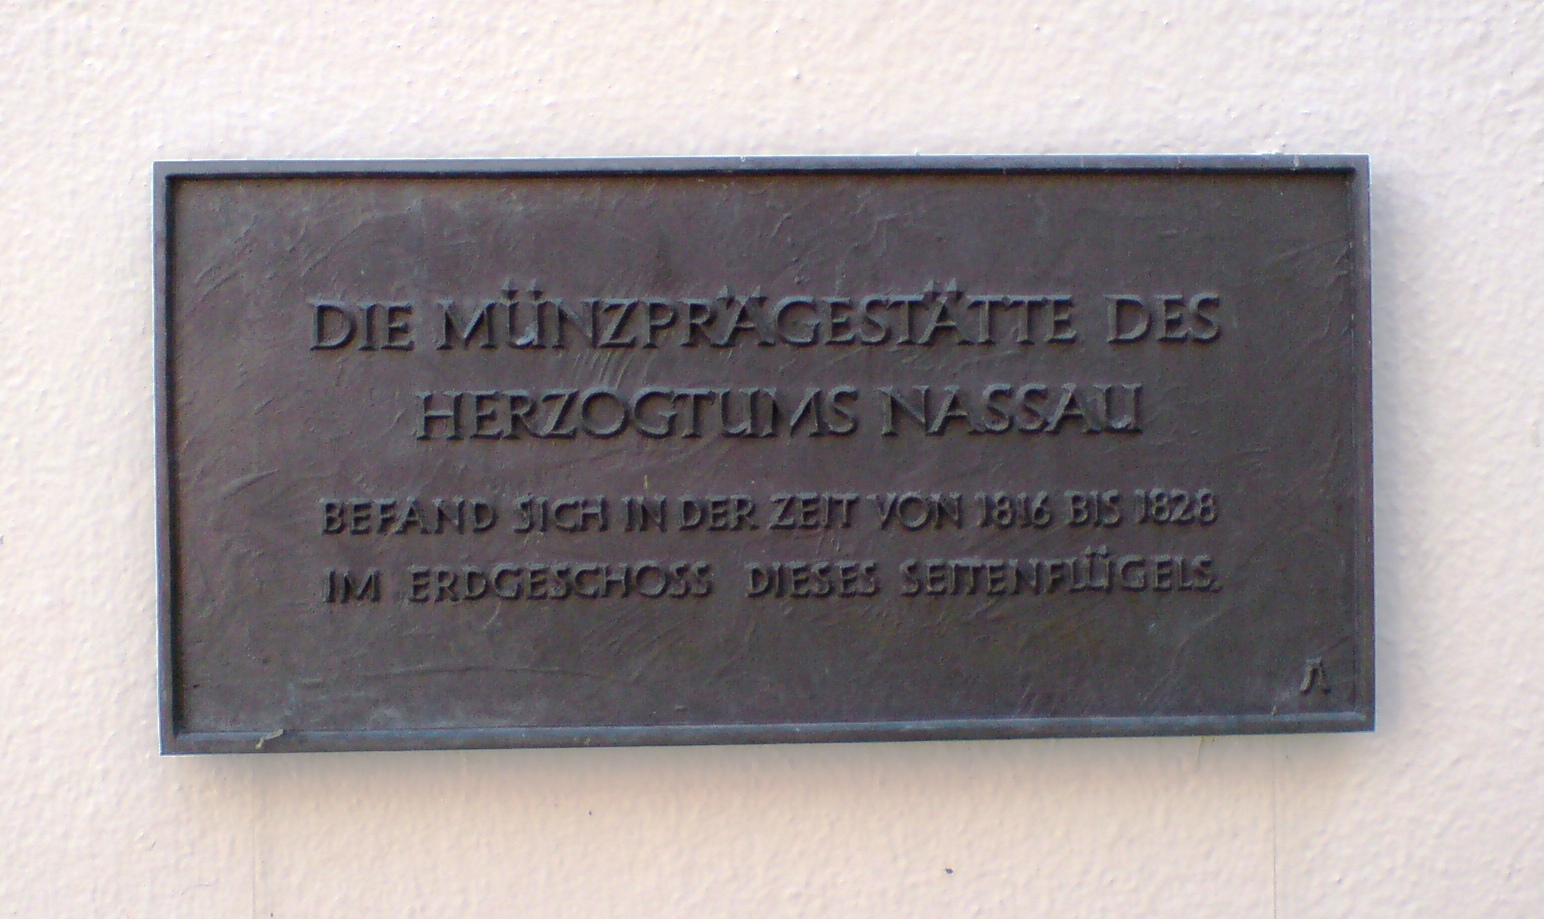 DIE MÜNZPRÄGESTÄTTE DES
HERZOGTUMS NASSAU
BEFAND SICH IN DER ZEIT VON 1816 BIS 1828
IM ERDGESCHOSS DIESES SEITENFLÜGELS.